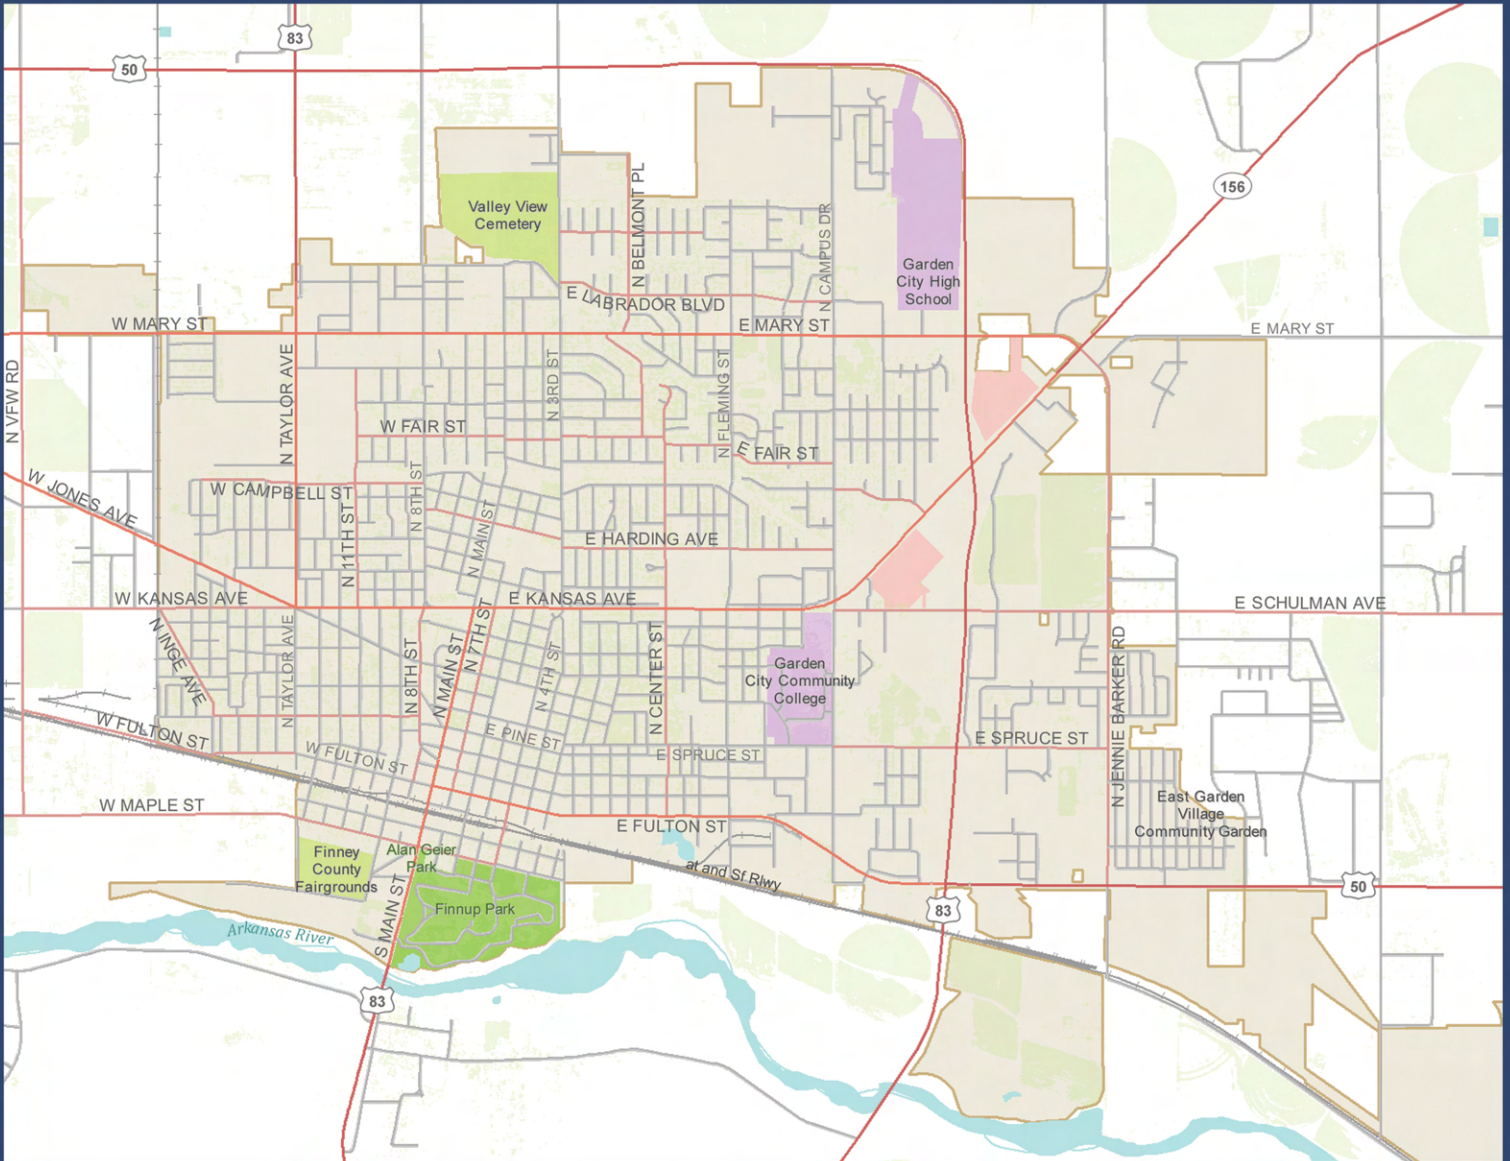 83
50
156
Valley View
Cemetery
N BELMONT PL
N CAMPUS DR
Garden
City High
School
E LABRADOR BLVD
W MARY ST
E MARY ST
E MARY ST
N VFW RD
N TAYLOR AVE
N 3RD ST
N FLEMING ST
W FAIR ST
E FAIR ST
W JONES AVE
W CAMPBELL ST
N 8TH ST
N 11TH ST
N MAIN ST
E HARDING AVE
W KANSAS AVE
E KANSAS AVE
E SCHULMAN AVE
N INGE AVE
N TAYLOR AVE
N 8TH ST
N MAIN ST
N 7TH ST
N 4TH ST
N CENTER ST
Garden
City Community
College
N JENNIE BARKER RD
W FULTON ST
W FULTON ST
E PINE ST
E SPRUCE ST
E SPRUCE ST
W MAPLE ST
E FULTON ST
East Garden
Village
Community Garden
Finney
County
Fairgrounds
Alan Geier
Park
at and Sf Rlwy
50
S MAIN ST
Finnup Park
83
Arkansas River
83